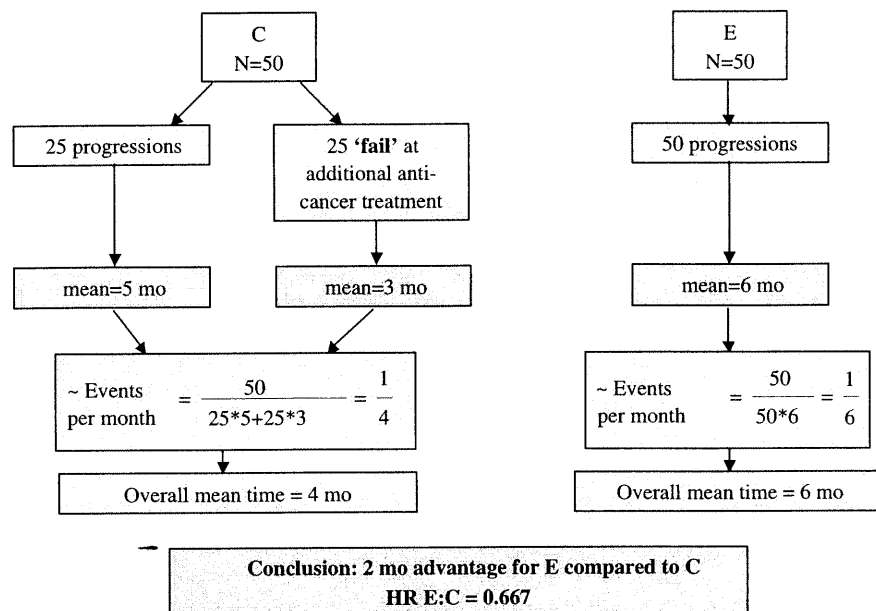 C
N=50
E
N=50
25 progressions
25 ‘fail’ at
additional anti-
cancer treatment
50 progressions
mean=5 mo
mean=3 mo
mean=6 mo
~ Events
per month
= 50 / 25*5+25*3 = 1 / 4
~ Events
per month
= 50 / 50*6 = 1 / 6
Overall mean time = 4 mo
Overall mean time = 6 mo
Conclusion: 2 mo advantage for E compared to C
HR E:C = 0.667